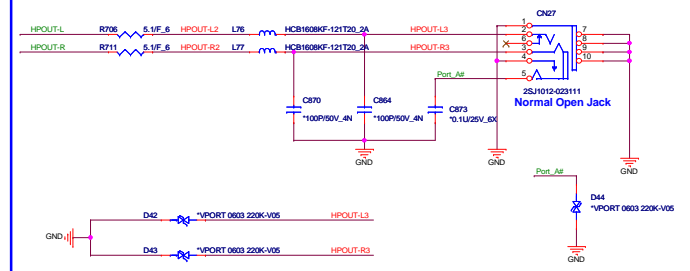 CN27
HPOUT-L R706 5.1/F_6 HPOUT-L2 L76 HCB1608KF-121T20_2A HPOUT-L3 1 2 7
6 8
HPOUT-R R711 5.1/F_6 HPOUT-R2 L77 HCB1608KF-121T20_2A HPOUT-R3 3 9
4 10
Port_A# 5
2SJ1012-023111
Normal Open Jack
C870 C864 C873
*100P/50V_4N *100P/50V_4N *0.1U/25V_6X
GND GND GND
Port_A#
D44
*VPORT 0603 220K-V05
D42 *VPORT 0603 220K-V05 HPOUT-L3
GND
D43 *VPORT 0603 220K-V05 HPOUT-R3
GND